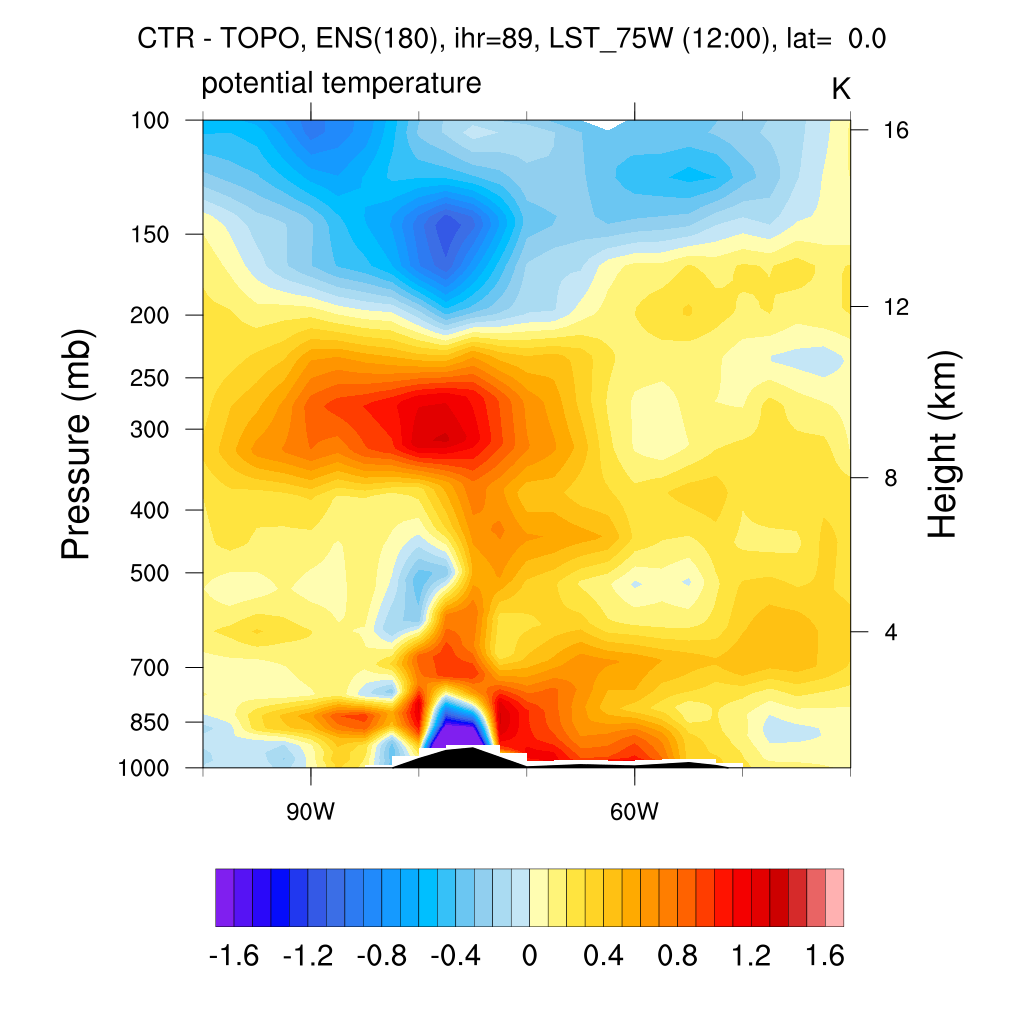 CTR - TOPO, ENS(180), ihr=89, LST_75W (12:00), lat=  0.0
potential temperature K
100
150
200
250
300
400
500
700
850
1000
Pressure (mb)
16
12
8
4
Height (km)
90W 60W
-1.6 -1.2 -0.8 -0.4 0 0.4 0.8 1.2 1.6